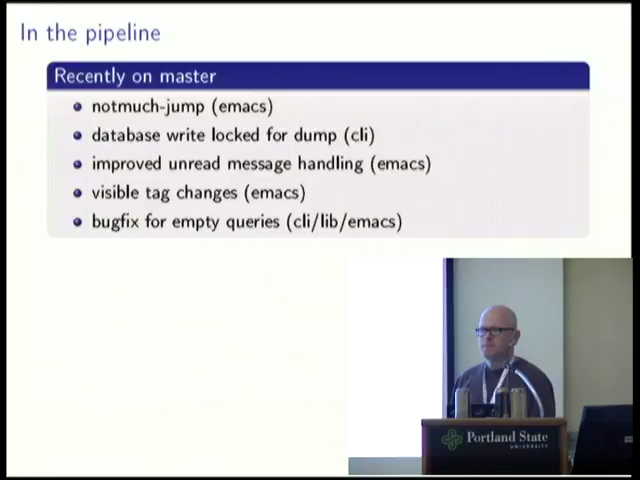 In the pipeline
Recently on master
notmuch-jump (emacs)
database write locked for dump (cli)
improved unread message handling (emacs)
visible tag changes (emacs)
bugfix for empty queries (cli/lib/emacs)
Portland State
UNIVERSITY